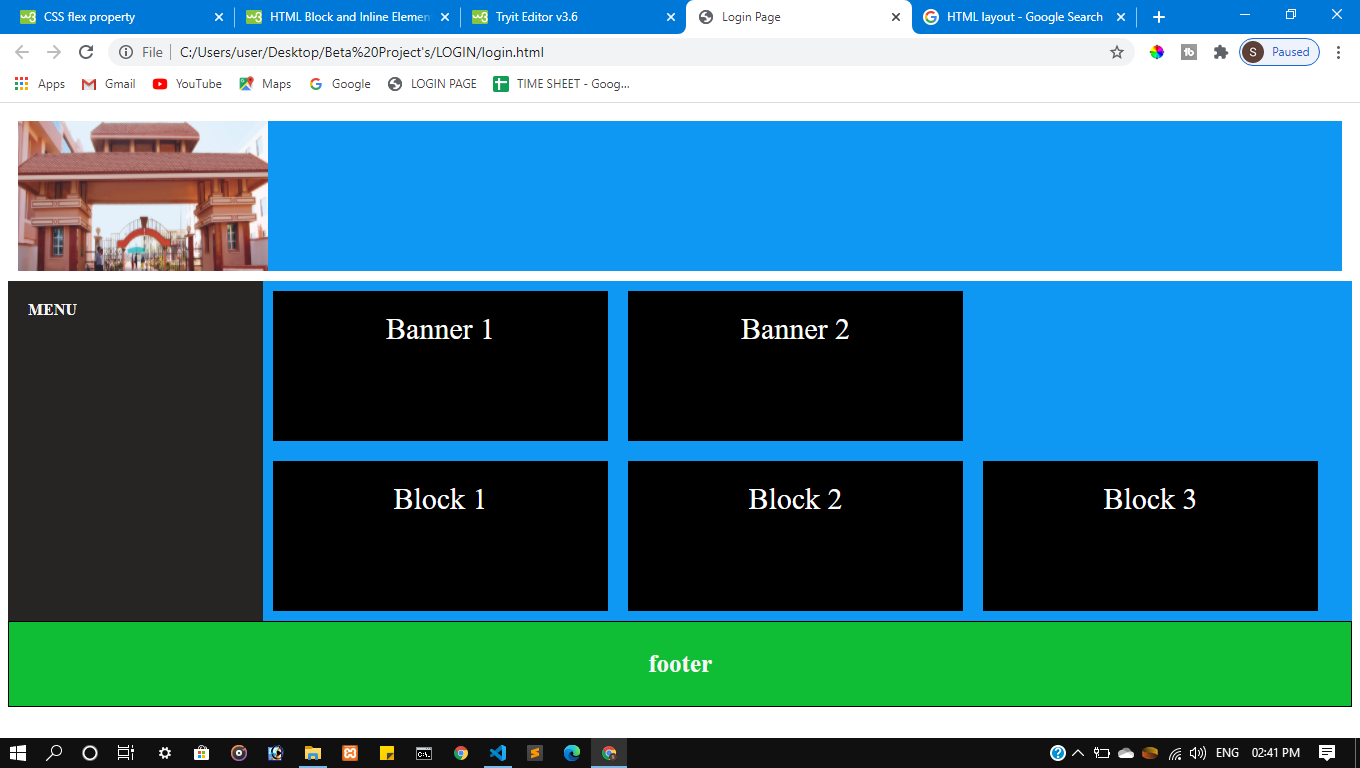 CSS flex property
HTML Block and Inline Elemen
Tryit Editor v3.6
Login Page
HTML layout - Google Search
File
C:/Users/user/Desktop/Beta%20Project's/LOGIN/login.html
S
Paused
Apps
Gmail
YouTube
Maps
Google
LOGIN PAGE
TIME SHEET - Goog...
MENU
Banner 1
Banner 2
Block 1
Block 2
Block 3
footer
ENG
02:41 PM